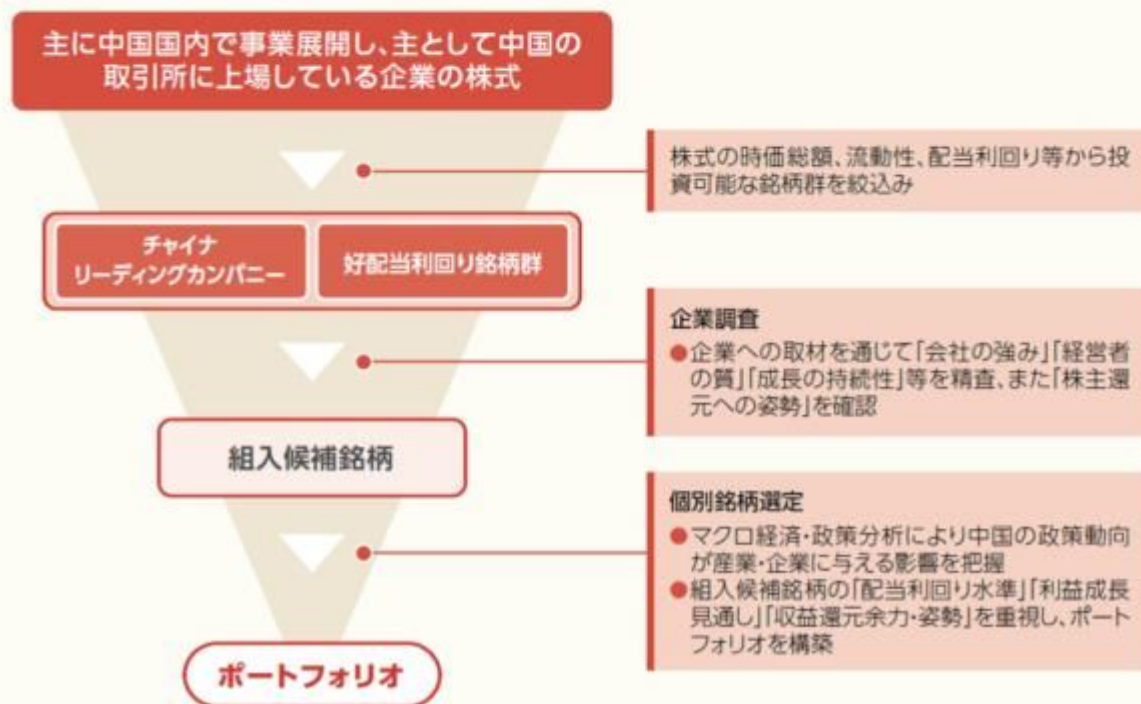 主に中国国内で事業展開し、主として中国の
取引所に上場している企業の株式
株式の時価総額、流動性、配当利回り等から投
資可能な銘柄群を絞込み
チャイナ
リーディングカンパニー
好配当利回り銘柄群
企業調査
●企業への取材を通じて「会社の強み」「経営者
の質」「成長の持続性」等を精査、また「株主還
元への姿勢」を確認
組入候補銘柄
個別銘柄選定
●マクロ経済・政策分析により中国の政策動向
が産業・企業に与える影響を把握
●組入候補銘柄の「配当利回り水準」「利益成長
見通し」「収益還元余力・姿勢」を重視し、ポート
フォリオを構築
ポートフォリオ